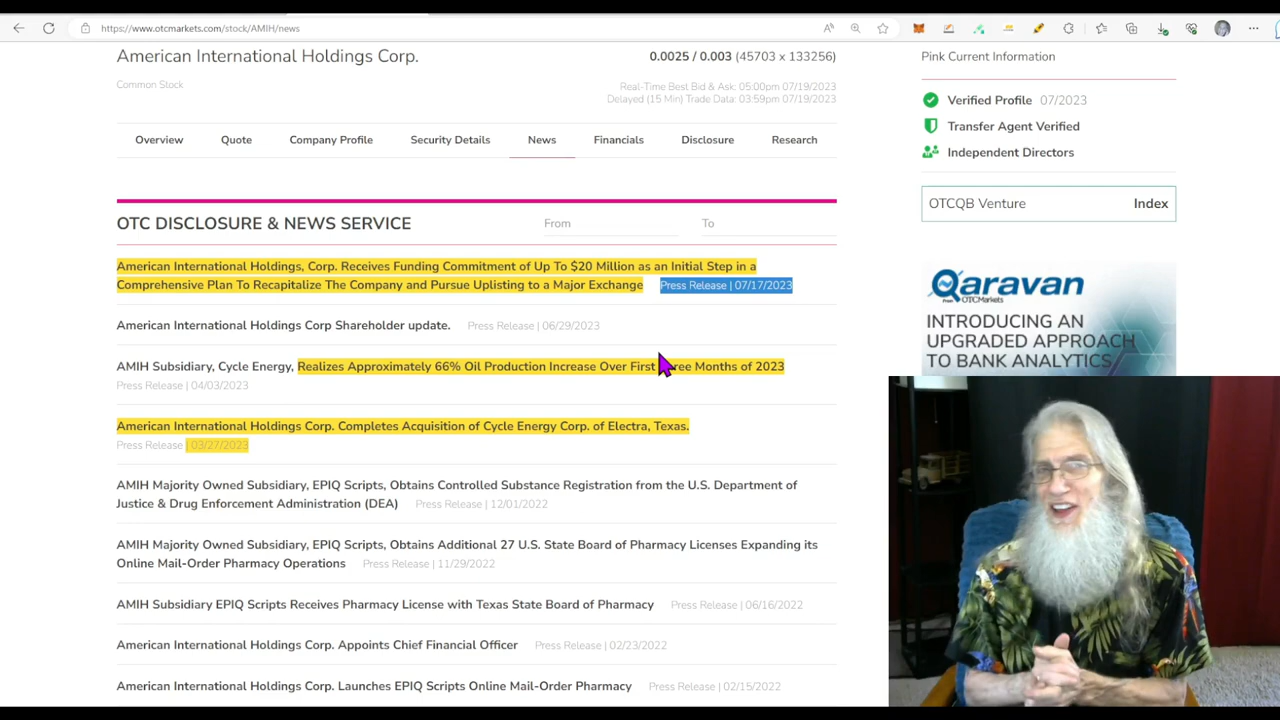 https://www.otcmarkets.com/stock/AMIH/news
American International Holdings Corp.
0.0025 / 0.003 (45703 x 133256)
Common Stock
Real-Time Best Bid & Ask: 05:00pm 07/19/2023
Delayed (15 Min) Trade Data: 03:59pm 07/19/2023
Overview Quote Company Profile Security Details News Financials Disclosure Research
OTC DISCLOSURE & NEWS SERVICE From To
American International Holdings, Corp. Receives Funding Commitment of Up To $20 Million as an Initial Step in a
Comprehensive Plan To Recapitalize The Company and Pursue Uplisting to a Major Exchange Press Release | 07/17/2023
American International Holdings Corp Shareholder update. Press Release | 06/29/2023
AMIH Subsidiary, Cycle Energy, Realizes Approximately 66% Oil Production Increase Over First Three Months of 2023
Press Release | 04/03/2023
American International Holdings Corp. Completes Acquisition of Cycle Energy Corp. of Electra, Texas.
Press Release | 03/27/2023
AMIH Majority Owned Subsidiary, EPIQ Scripts, Obtains Controlled Substance Registration from the U.S. Department of
Justice & Drug Enforcement Administration (DEA) Press Release | 12/01/2022
AMIH Majority Owned Subsidiary, EPIQ Scripts, Obtains Additional 27 U.S. State Board of Pharmacy Licenses Expanding its
Online Mail-Order Pharmacy Operations Press Release | 11/29/2022
AMIH Subsidiary EPIQ Scripts Receives Pharmacy License with Texas State Board of Pharmacy Press Release | 06/16/2022
American International Holdings Corp. Appoints Chief Financial Officer Press Release | 02/23/2022
American International Holdings Corp. Launches EPIQ Scripts Online Mail-Order Pharmacy Press Release | 02/15/2022
Pink Current Information
Verified Profile 07/2023
Transfer Agent Verified
Independent Directors
OTCQB Venture Index
Qaravan
From OTCMarkets
INTRODUCING AN
UPGRADED APPROACH
TO BANK ANALYTICS